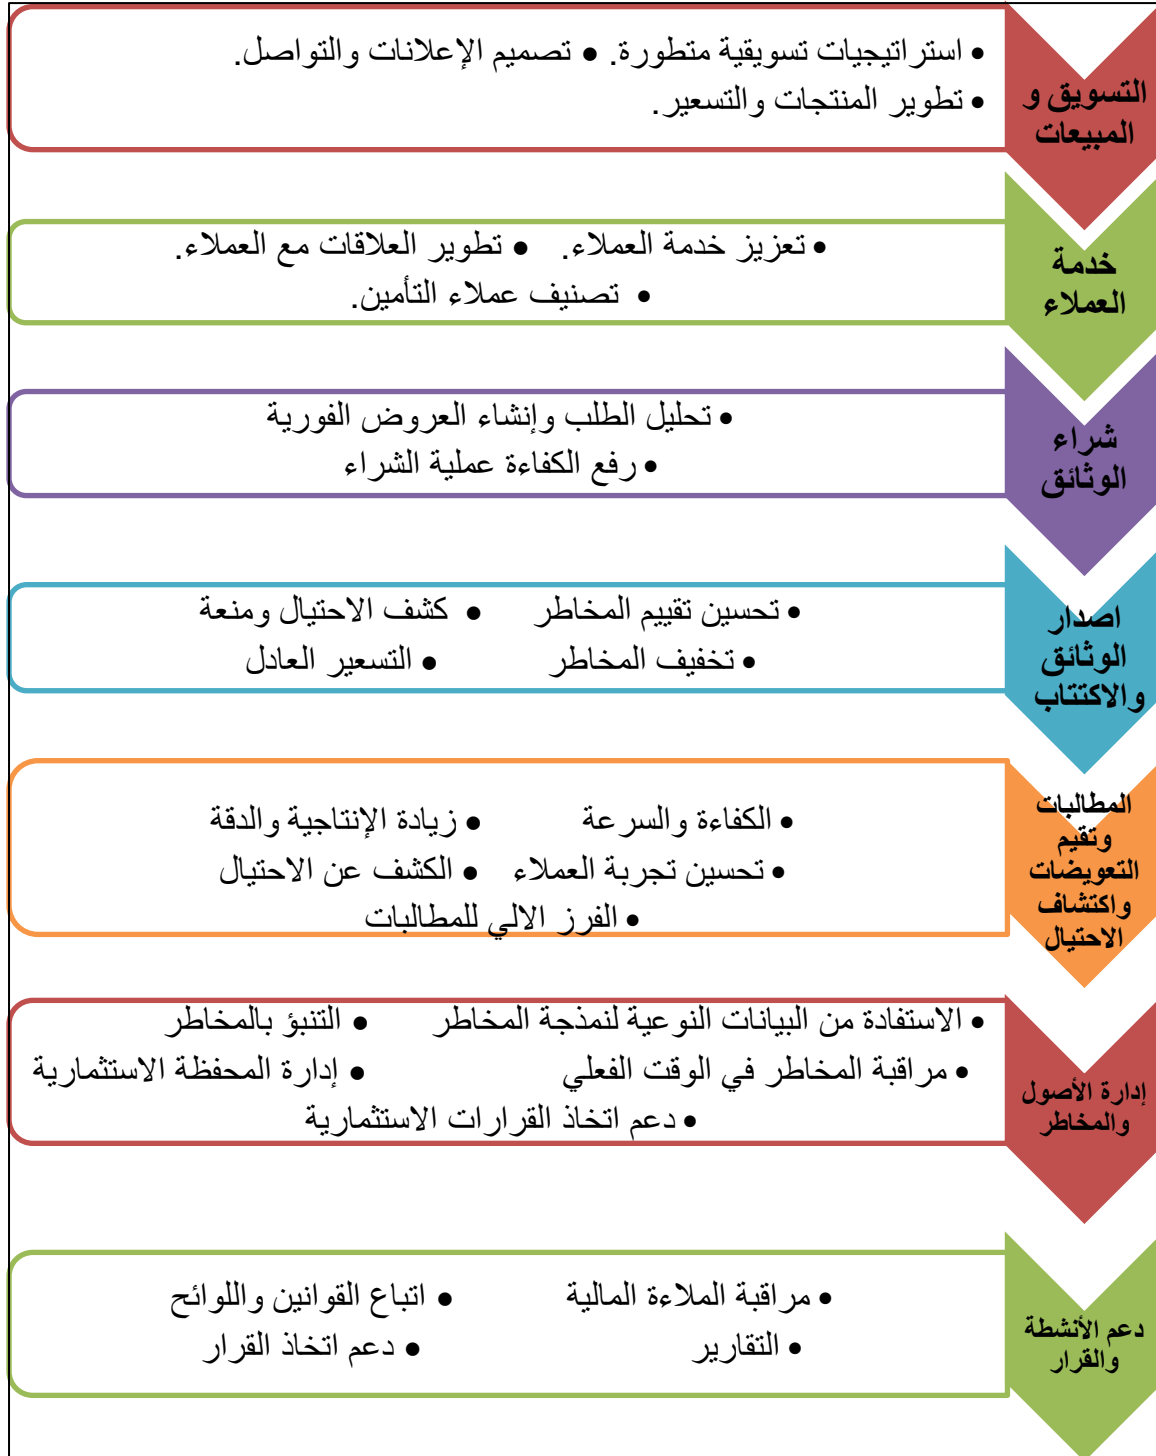 التسويق و
المبيعات
• استراتيجيات تسويقية متطورة. • تصميم الإعلانات والتواصل.
• تطوير المنتجات والتسعير.
خدمة
العملاء
• تعزيز خدمة العملاء. • تطوير العلاقات مع العملاء.
• تصنيف عملاء التأمين.
شراء
الوثائق
• تحليل الطلب وإنشاء العروض الفورية
• رفع الكفاءة عملية الشراء
اصدار
الوثائق
والاكتتاب
• تحسين تقييم المخاطر • كشف الاحتيال ومنعة
• تخفيف المخاطر • التسعير العادل
المطالبات
وتقيم
التعويضات
واكتشاف
الاحتيال
• الكفاءة والسرعة • زيادة الإنتاجية والدقة
• تحسين تجربة العملاء • الكشف عن الاحتيال
• الفرز الالي للمطالبات
إدارة الأصول
والمخاطر
• الاستفادة من البيانات النوعية لنمذجة المخاطر • التنبؤ بالمخاطر
• مراقبة المخاطر في الوقت الفعلي • إدارة المحفظة الاستثمارية
• دعم اتخاذ القرارات الاستثمارية
دعم الأنشطة
والقرار
• مراقبة الملاءة المالية • اتباع القوانين واللوائح
• التقارير • دعم اتخاذ القرار